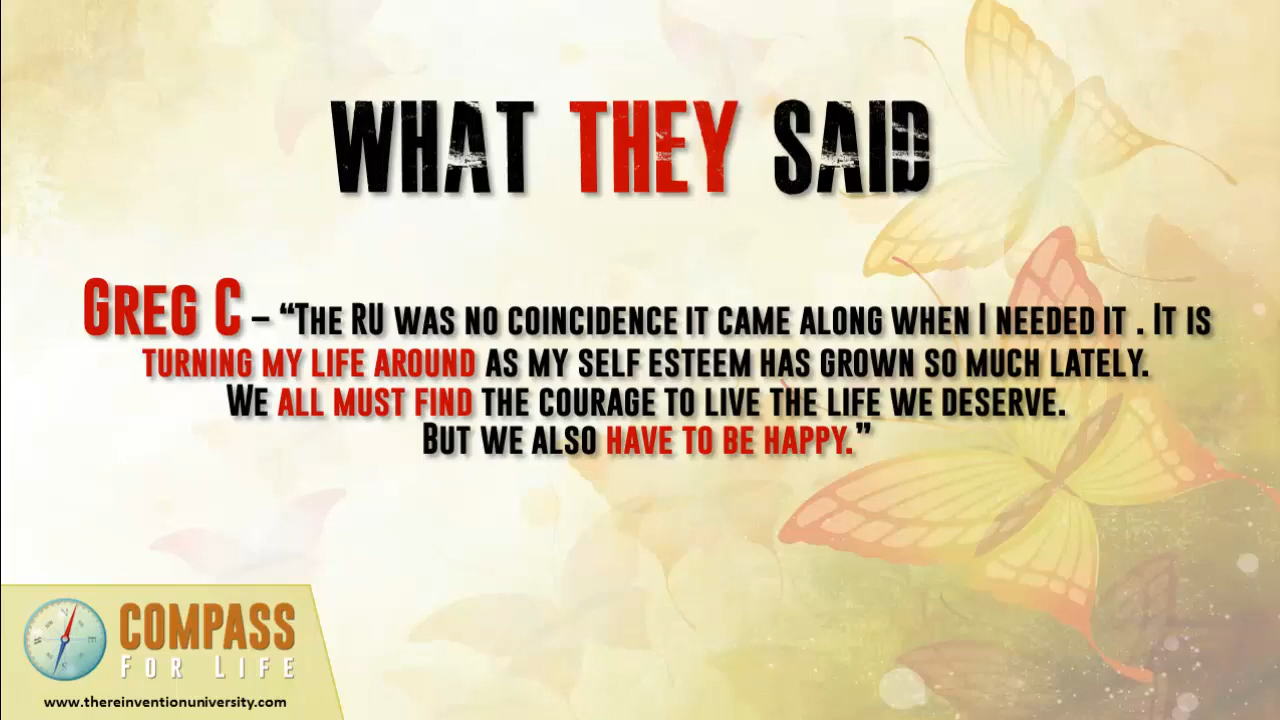 WHAT THEY SAID
GREG C – “THE RU WAS NO COINCIDENCE IT CAME ALONG WHEN I NEEDED IT . IT IS
TURNING MY LIFE AROUND AS MY SELF ESTEEM HAS GROWN SO MUCH LATELY.
WE ALL MUST FIND THE COURAGE TO LIVE THE LIFE WE DESERVE.
BUT WE ALSO HAVE TO BE HAPPY.”
COMPASS
FOR LIFE
www.thereinventionuniversity.com